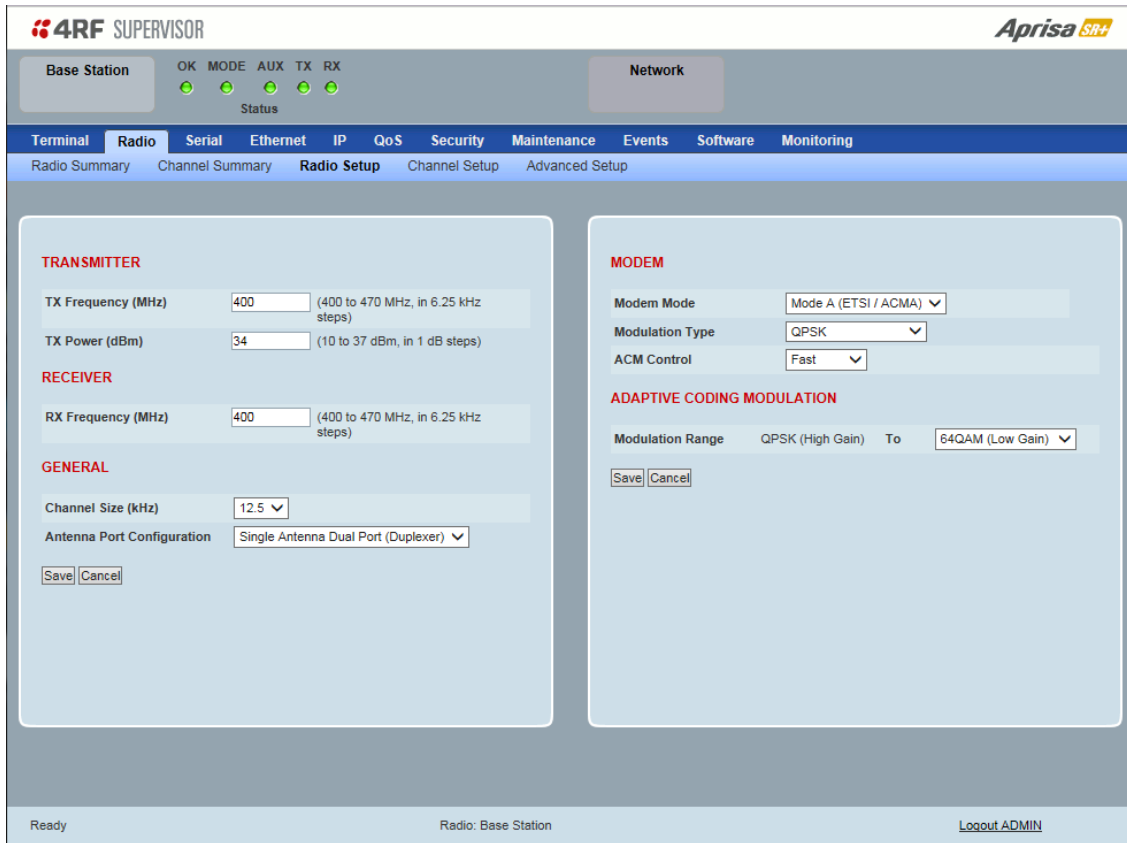 4RF SUPERVISOR
Aprisa SR+
Base Station
OK MODE AUX TX RX
Status
Network
Terminal Radio Serial Ethernet IP QoS Security Maintenance Events Software Monitoring
Radio Summary Channel Summary Radio Setup Channel Setup Advanced Setup
TRANSMITTER
TX Frequency (MHz) 400 (400 to 470 MHz, in 6.25 kHz
steps)
TX Power (dBm) 34 (10 to 37 dBm, in 1 dB steps)
RECEIVER
RX Frequency (MHz) 400 (400 to 470 MHz, in 6.25 kHz
steps)
GENERAL
Channel Size (kHz) 12.5
Antenna Port Configuration Single Antenna Dual Port (Duplexer)
Save Cancel
MODEM
Modem Mode Mode A (ETSI / ACMA)
Modulation Type QPSK
ACM Control Fast
ADAPTIVE CODING MODULATION
Modulation Range QPSK (High Gain) To 64QAM (Low Gain)
Save Cancel
Ready
Radio: Base Station
Logout ADMIN